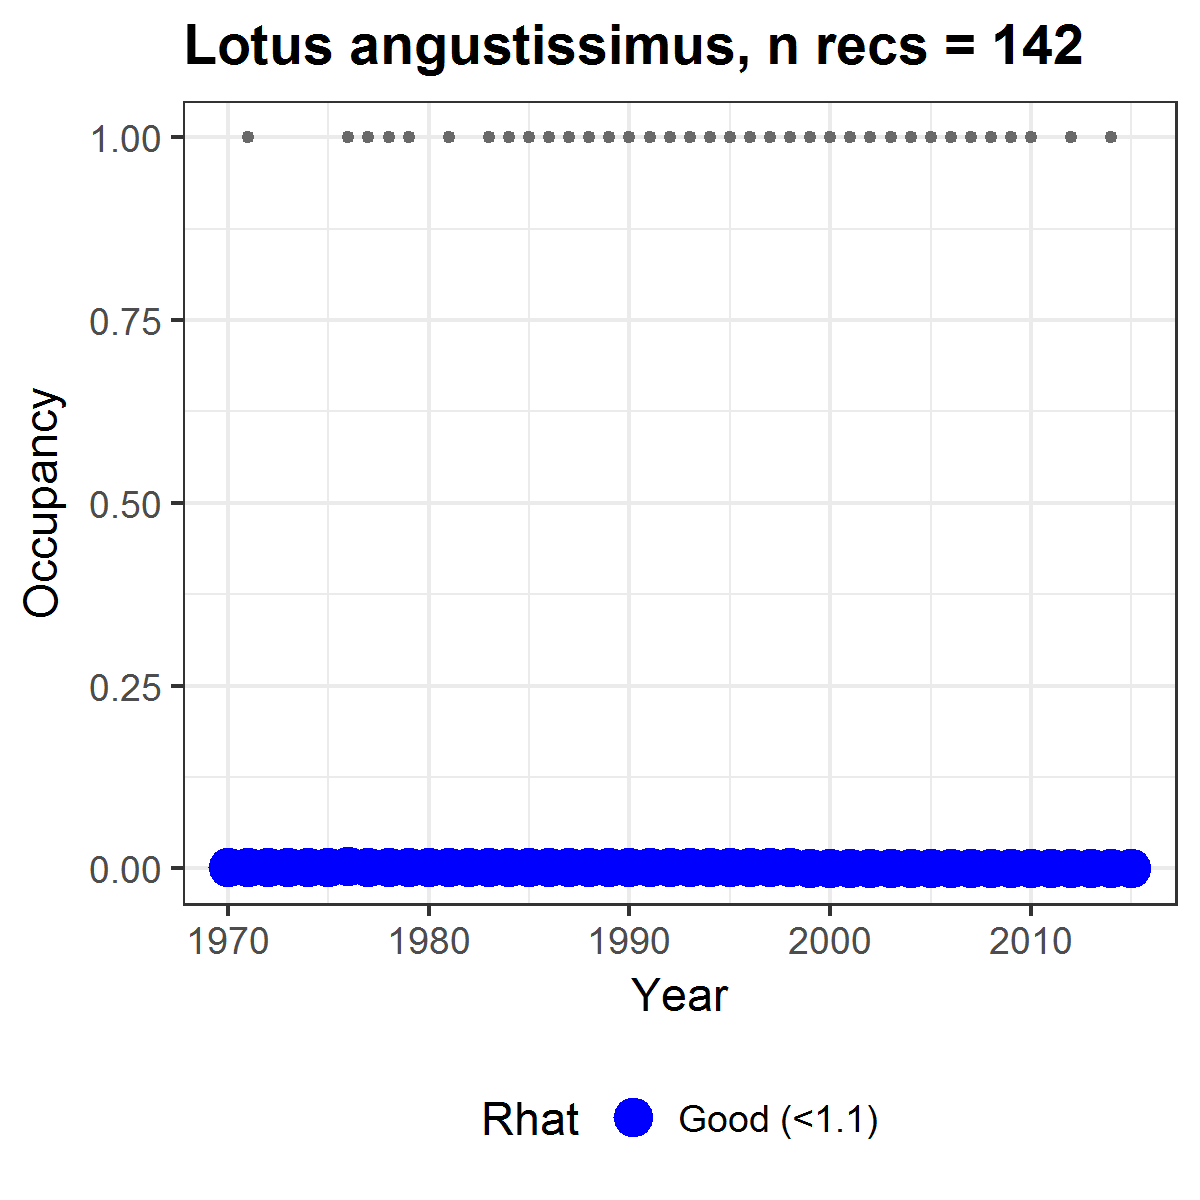 Lotus angustissimus, n recs = 142
1.00
0.75
0.50
0.25
0.00
Occupancy
1970 1980 1990 2000 2010
Year
Rhat Good (<1.1)